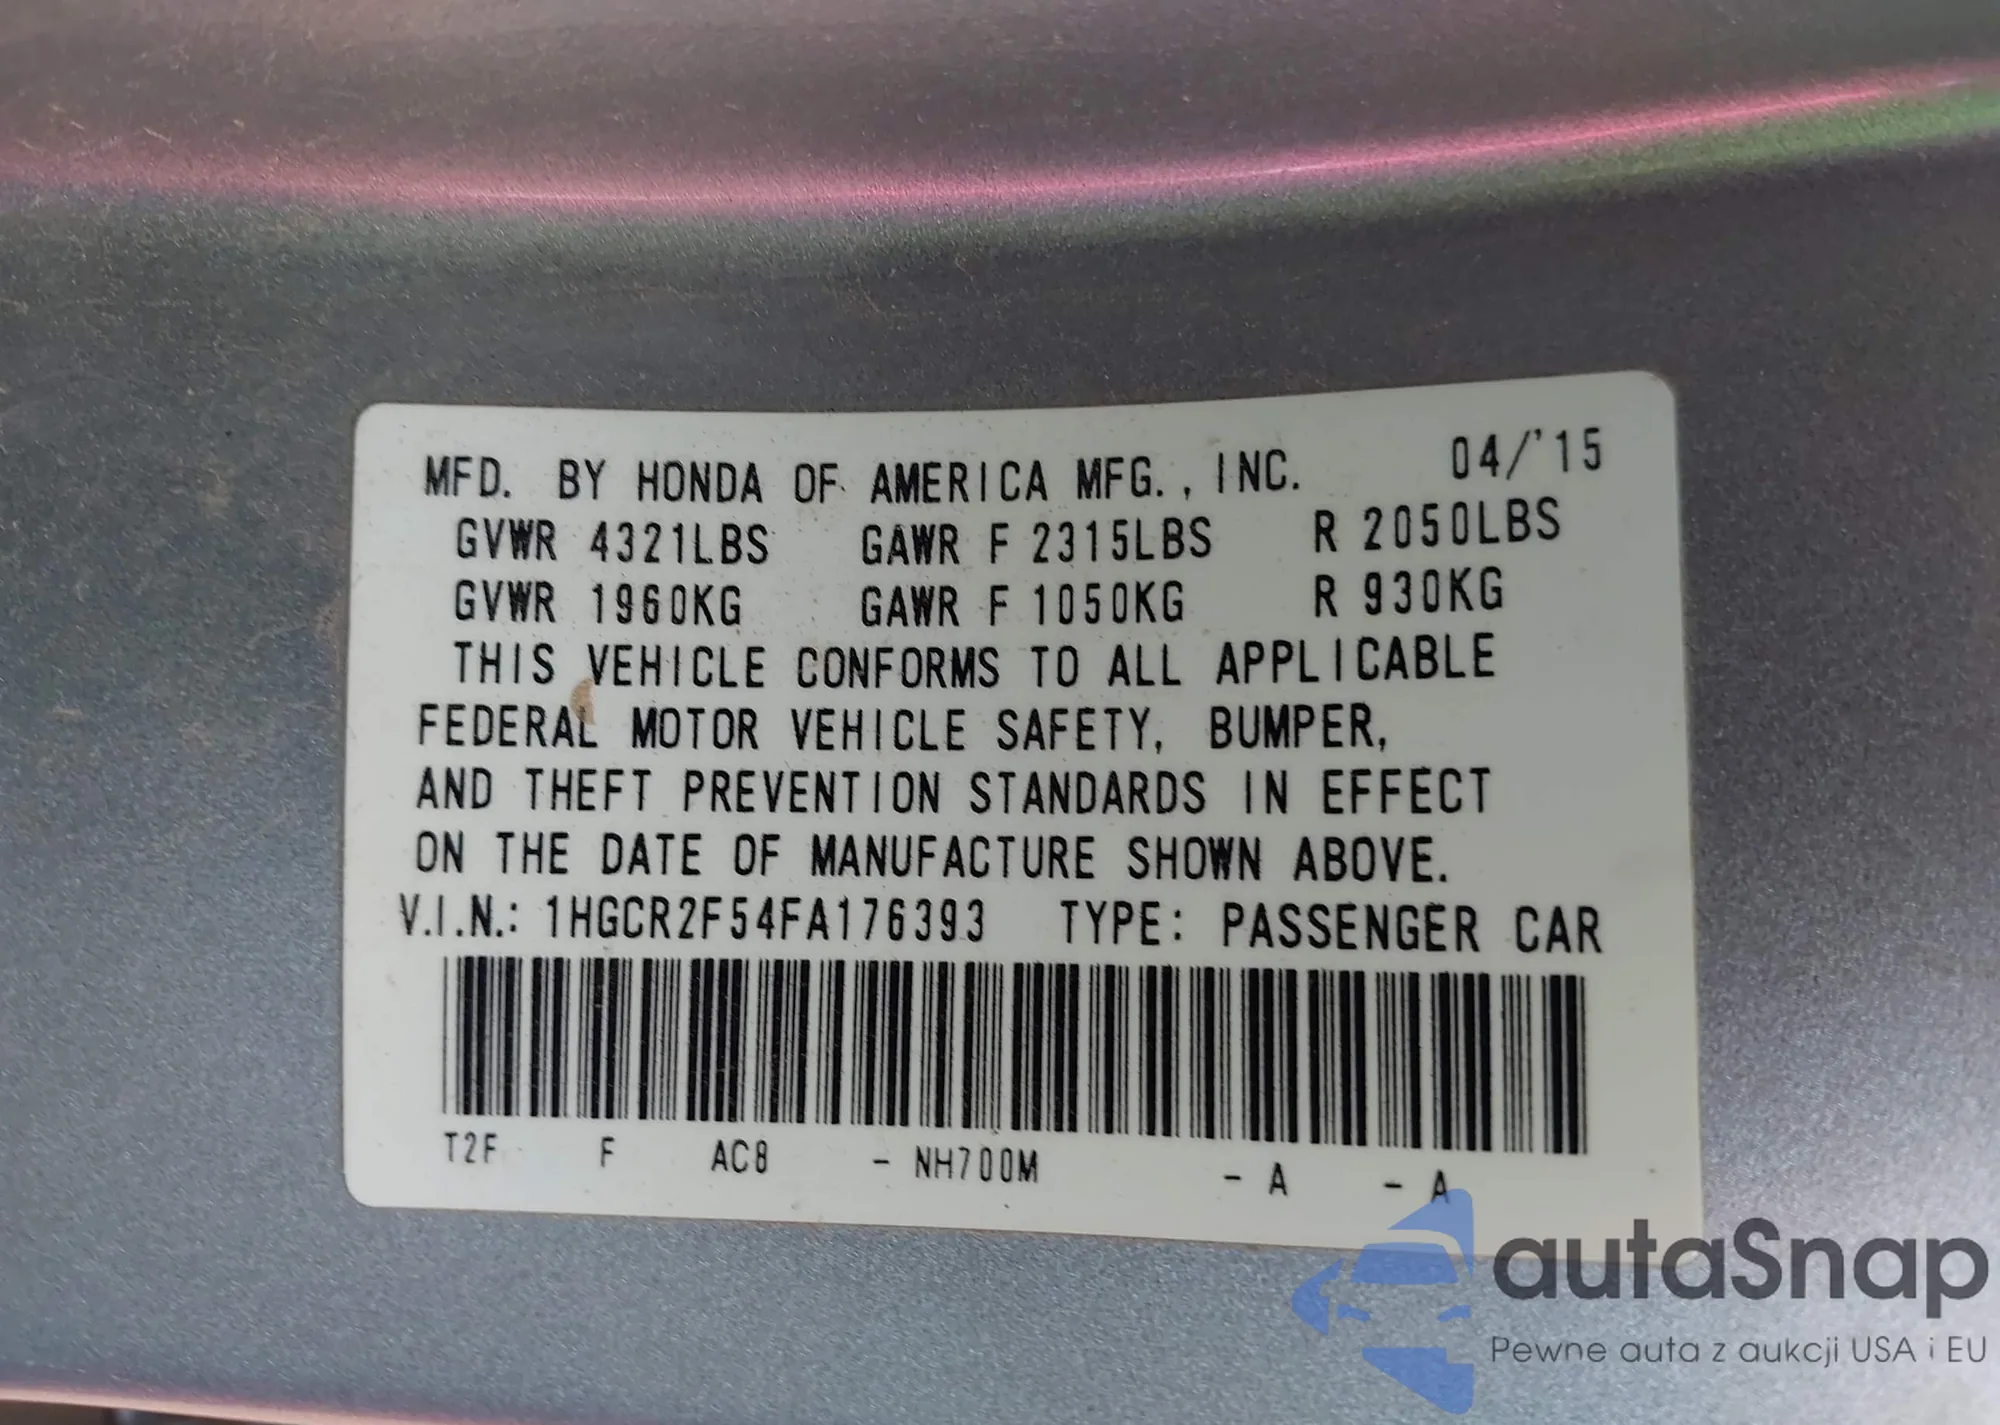 MFD. BY HONDA OF AMERICA MFG., INC. 04/'15
GVWR 4321LBS GAWR F 2315LBS R 2050LBS
GVWR 1960KG GAWR F 1050KG R 930KG
THIS VEHICLE CONFORMS TO ALL APPLICABLE
FEDERAL MOTOR VEHICLE SAFETY, BUMPER,
AND THEFT PREVENTION STANDARDS IN EFFECT
ON THE DATE OF MANUFACTURE SHOWN ABOVE.
V.I.N.: 1HGCR2F54FA176393 TYPE: PASSENGER CAR
T2F F AC8 - NH700M - A - A
autaSnap
Pewne auta z aukcji USA i EU